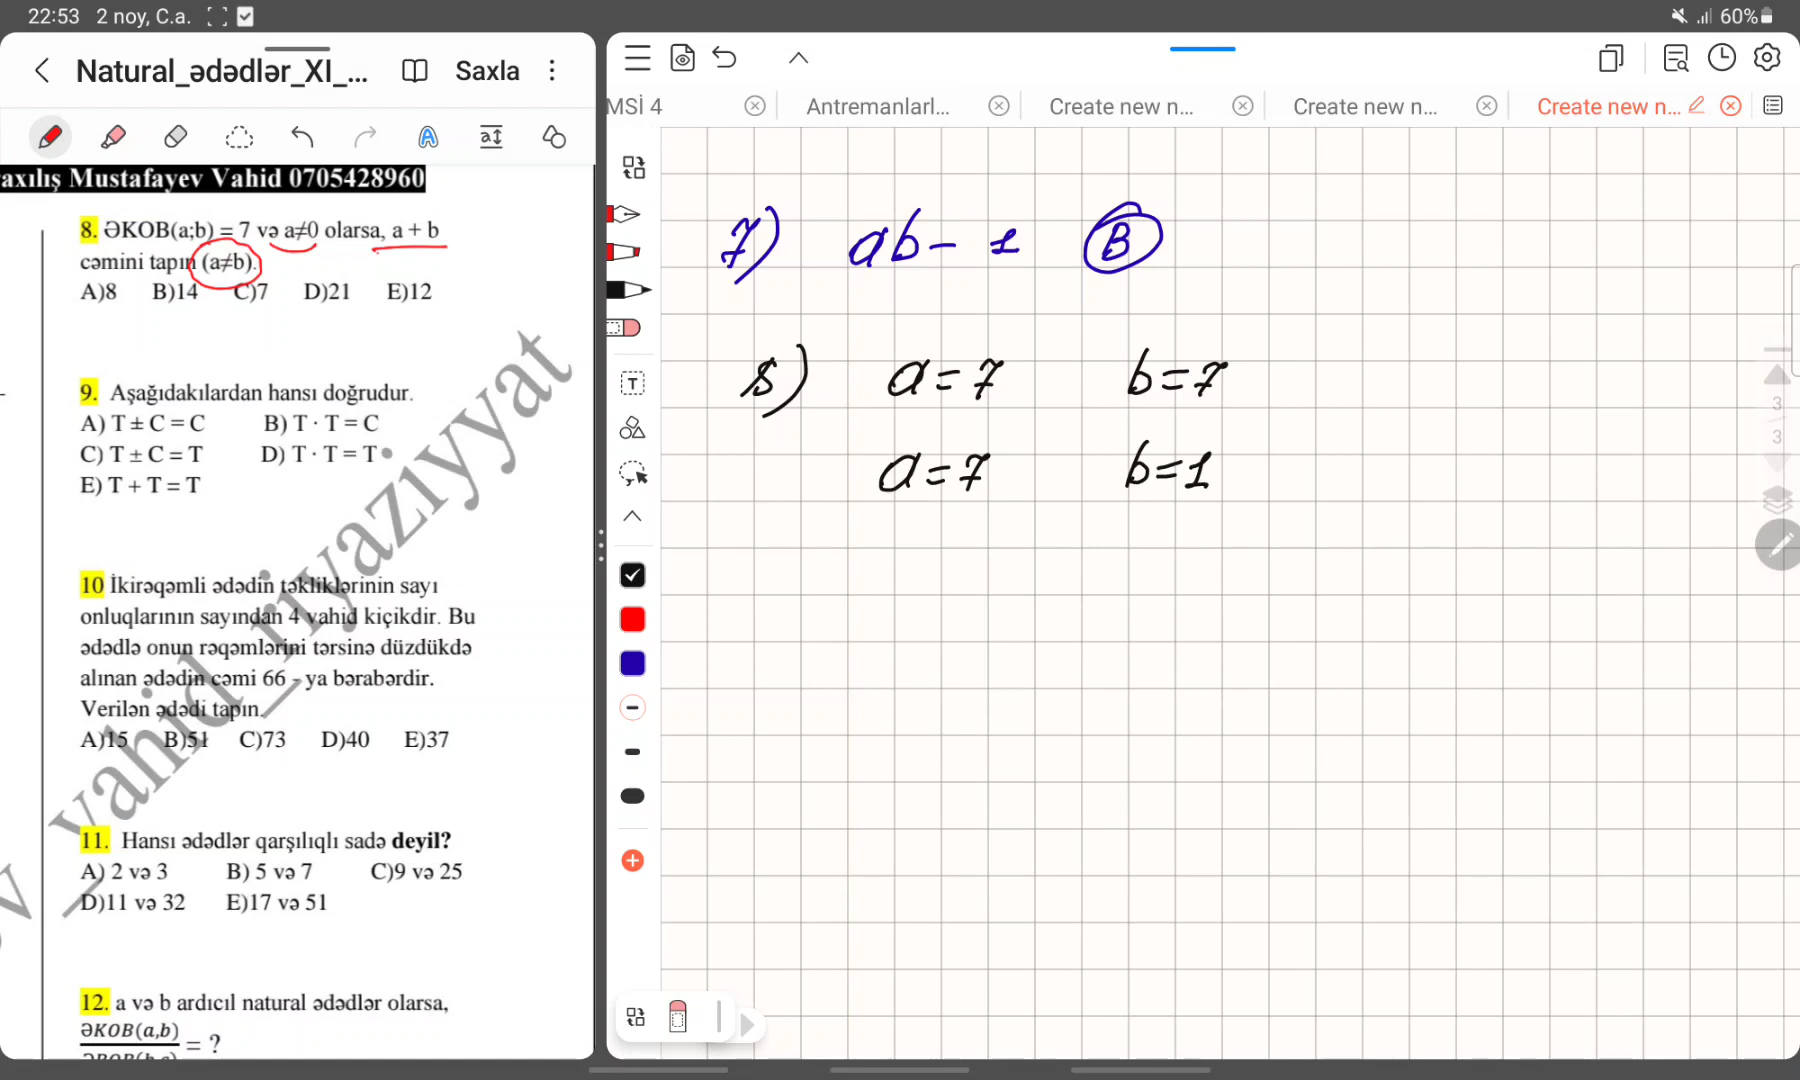 22:53 2 noy, C.a. 60%
Natural_ədədlər_XI_... Saxla
axılış Mustafayev Vahid 0705428960
8. ƏKOB(a;b) = 7 və a≠0 olarsa, a + b
cəmini tapın (a≠b).
A)8 B)14 C)7 D)21 E)12
9. Aşağıdakılardan hansı doğrudur.
A) T ± C = C B) T · T = C
C) T ± C = T D) T · T = T
E) T + T = T
10 İkirəqəmli ədədin təkliklərinin sayı
onluqlarının sayından 4 vahid kiçikdir. Bu
ədədlə onun rəqəmlərini tərsinə düzdükdə
alınan ədədin cəmi 66 - ya bərabərdir.
Verilən ədədi tapın.
A)15 B)51 C)73 D)40 E)37
11. Hansı ədədlər qarşılıqlı sadə deyil?
A) 2 və 3 B) 5 və 7 C)9 və 25
D)11 və 32 E)17 və 51
12. a və b ardıcıl natural ədədlər olarsa,
ƏKOB(a,b)
= ?
v _vahid_riyaziyyat
MSİ 4 Antremanlarl... Create new n... Create new n... Create new n...
7) ab - 1 B
8) a = 7 b = 7
a = 7 b = 1
T
3
3